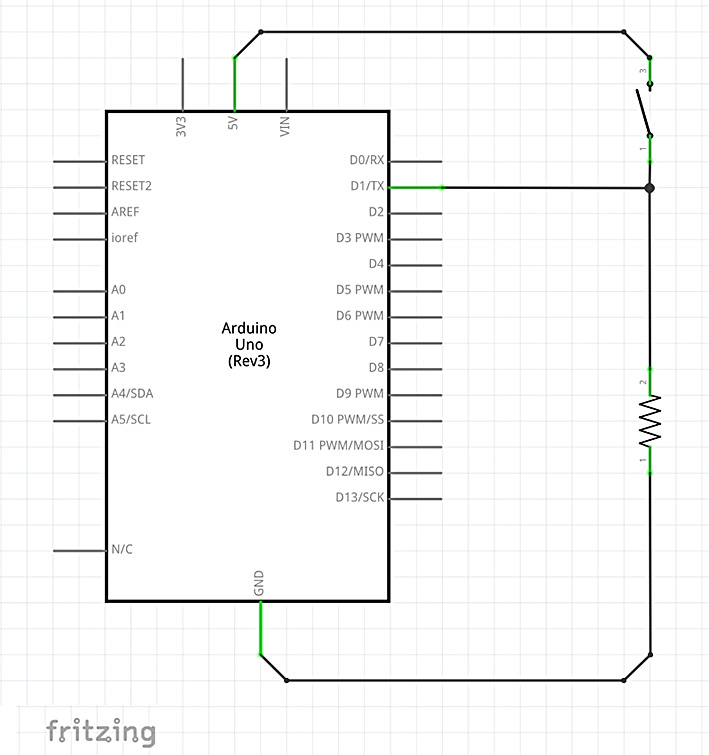 3
3V3
5V
VIN
1
RESET
D0/RX
RESET2
D1/TX
AREF
D2
ioref
D3 PWM
D4
A0
D5 PWM
A1
D6 PWM
Arduino
Uno
(Rev3)
A2
D7
A3
D8
2
A4/SDA
D9 PWM
A5/SCL
D10 PWM/SS
D11 PWM/MOSI
1
D12/MISO
D13/SCK
N/C
GND
fritzing